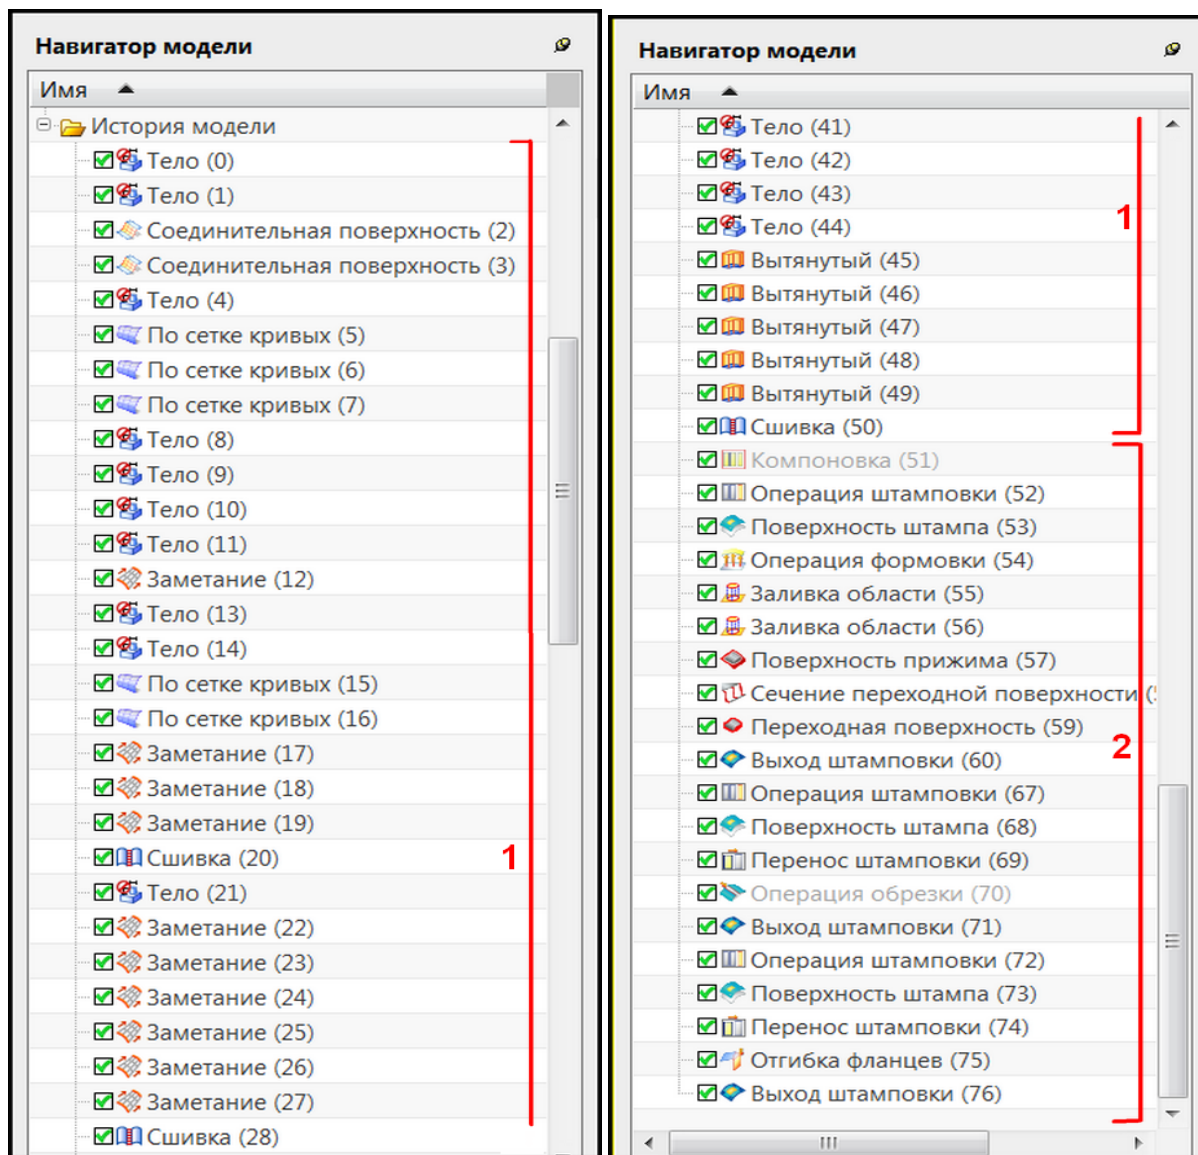 Навигатор модели
Имя
История модели
Тело (0)
Тело (1)
Соединительная поверхность (2)
Соединительная поверхность (3)
Тело (4)
По сетке кривых (5)
По сетке кривых (6)
По сетке кривых (7)
Тело (8)
Тело (9)
Тело (10)
Тело (11)
Заметание (12)
Тело (13)
Тело (14)
По сетке кривых (15)
По сетке кривых (16)
Заметание (17)
Заметание (18)
Заметание (19)
Сшивка (20)
1
Тело (21)
Заметание (22)
Заметание (23)
Заметание (24)
Заметание (25)
Заметание (26)
Заметание (27)
Сшивка (28)
Навигатор модели
Имя
Тело (41)
Тело (42)
Тело (43)
Тело (44)
1
Вытянутый (45)
Вытянутый (46)
Вытянутый (47)
Вытянутый (48)
Вытянутый (49)
Сшивка (50)
Компоновка (51)
Операция штамповки (52)
Поверхность штампа (53)
Операция формовки (54)
Заливка области (55)
Заливка области (56)
Поверхность прижима (57)
Сечение переходной поверхности (
Переходная поверхность (59)
2
Выход штамповки (60)
Операция штамповки (67)
Поверхность штампа (68)
Перенос штамповки (69)
Операция обрезки (70)
Выход штамповки (71)
Операция штамповки (72)
Поверхность штампа (73)
Перенос штамповки (74)
Отгибка фланцев (75)
Выход штамповки (76)